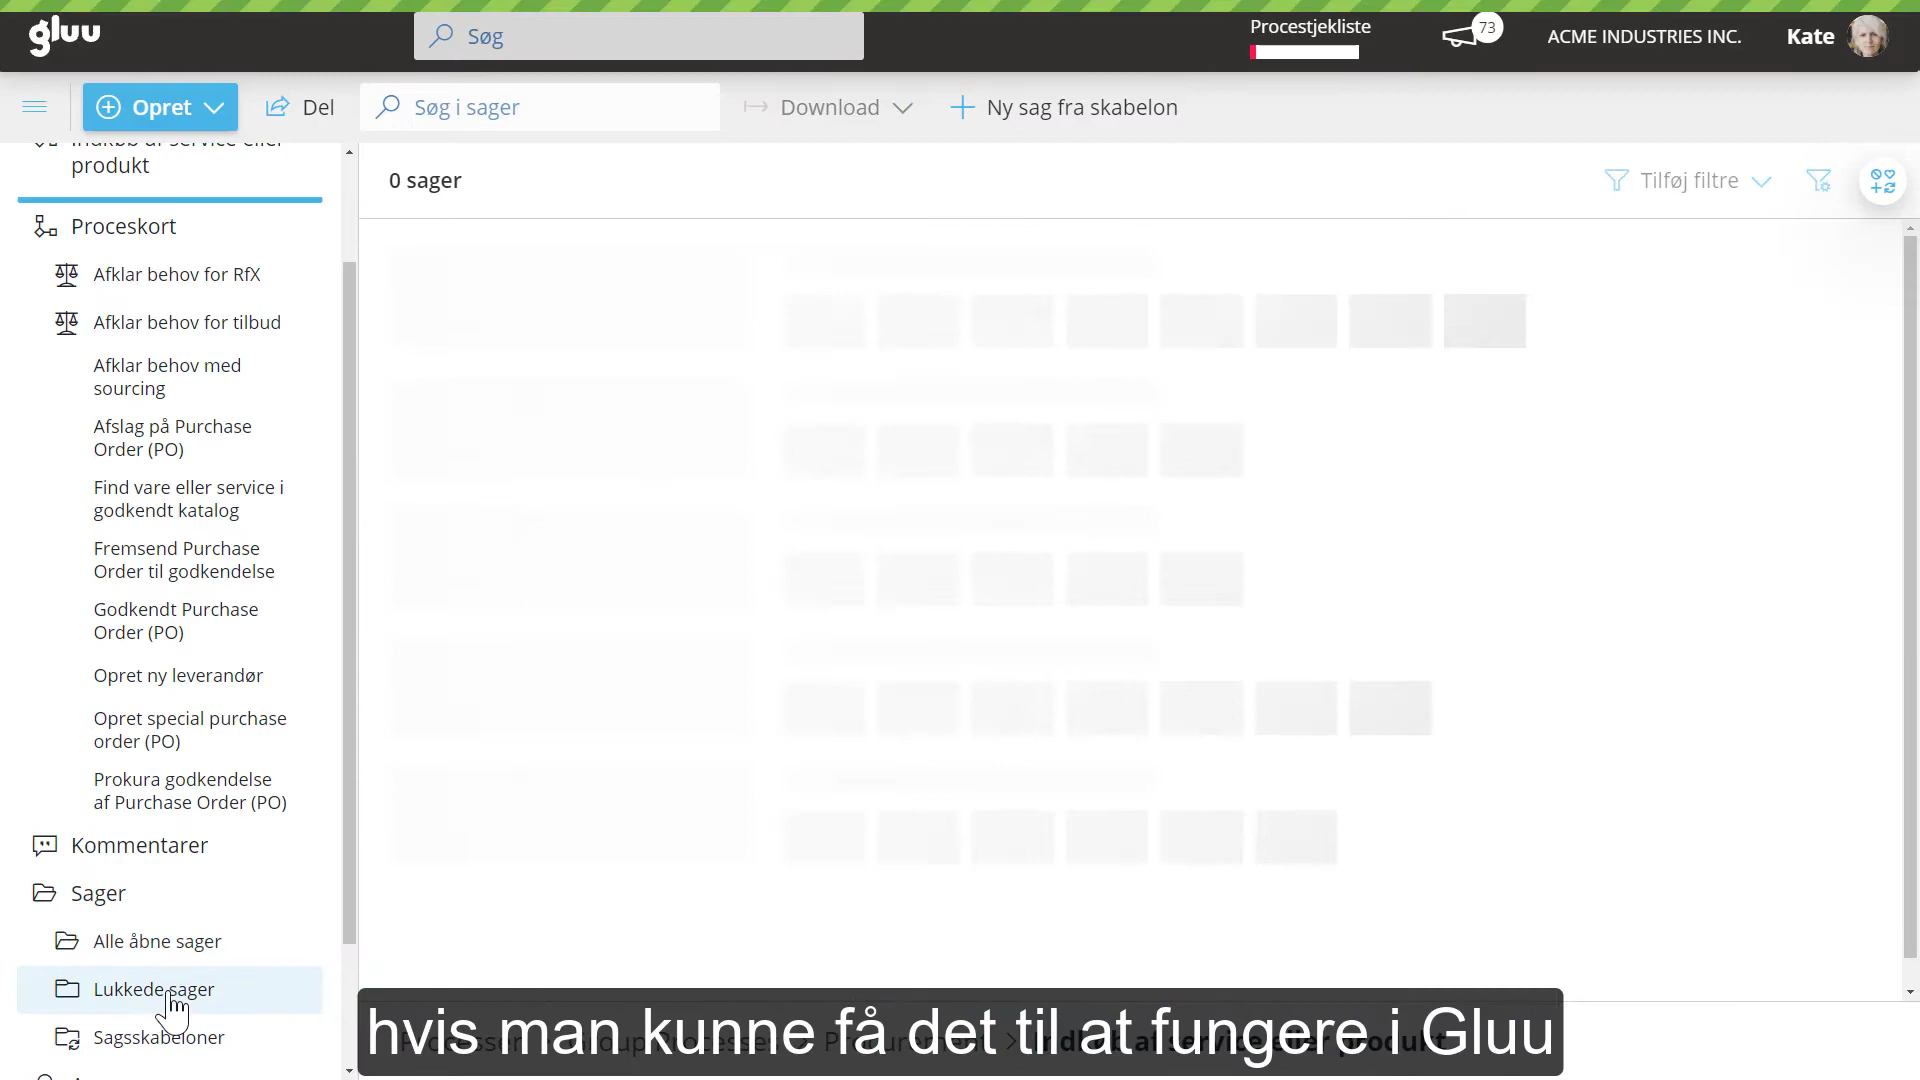 gluu
Søg
Procestjekliste
73
ACME INDUSTRIES INC.
Kate
Opret
Del
Søg i sager
Download
Ny sag fra skabelon
produkt
0 sager
Tilføj filtre
Proceskort
Afklar behov for RfX
Afklar behov for tilbud
Afklar behov med
sourcing
Afslag på Purchase
Order (PO)
Find vare eller service i
godkendt katalog
Fremsend Purchase
Order til godkendelse
Godkendt Purchase
Order (PO)
Opret ny leverandør
Opret special purchase
order (PO)
Prokura godkendelse
af Purchase Order (PO)
Kommentarer
Sager
Alle åbne sager
Lukkede sager
Sagsskabeloner
hvis man kunne få det til at fungere i Gluu